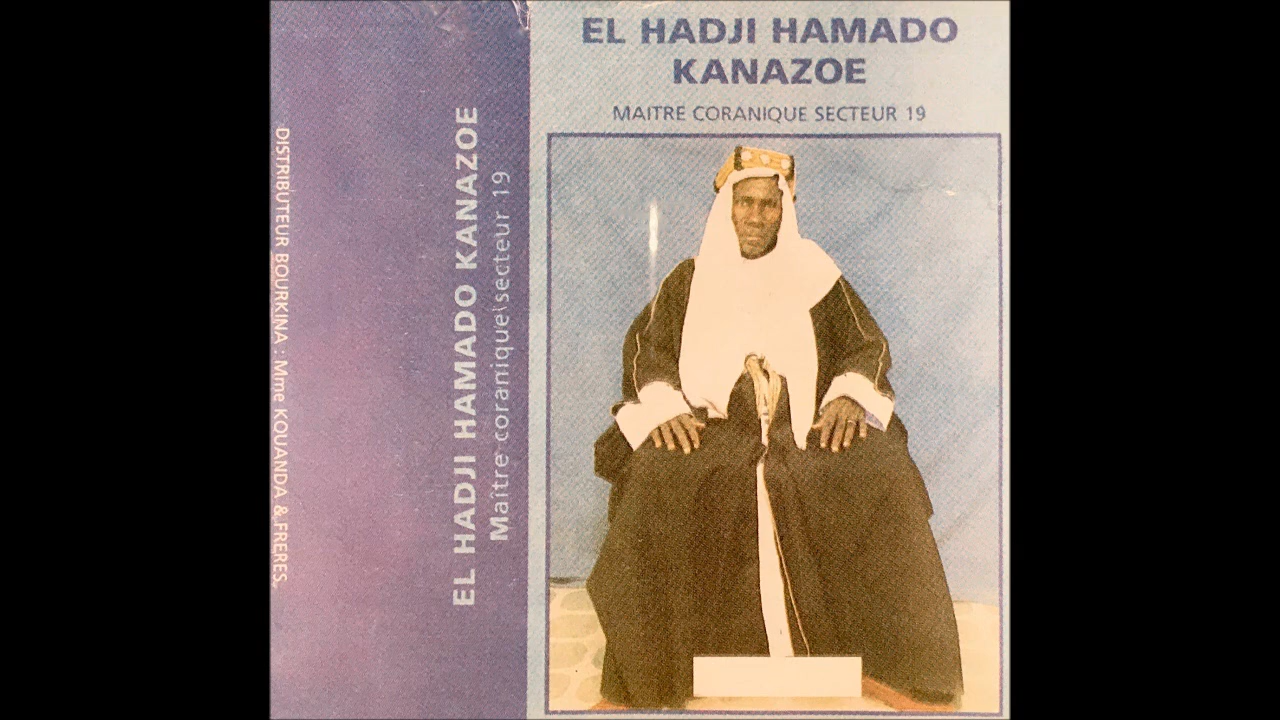 DISTRIBUTEUR BOURKINA : Mme KOUANDA & FRERES.
EL HADJI HAMADO KANAZOE
Maître coranique\secteur 19
EL HADJI HAMADO
KANAZOE
MAITRE CORANIQUE SECTEUR 19